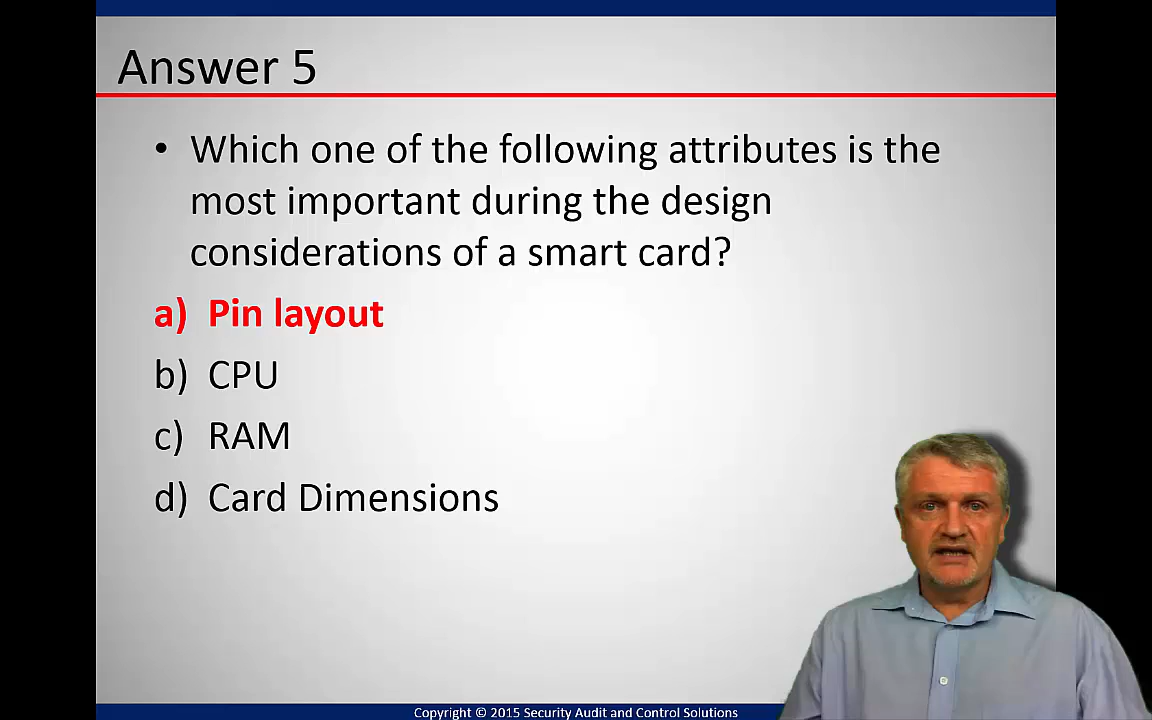 Answer 5
• Which one of the following attributes is the
most important during the design
considerations of a smart card?
a) Pin layout
b) CPU
c) RAM
d) Card Dimensions
Copyright © 2015 Security Audit and Control Solutions